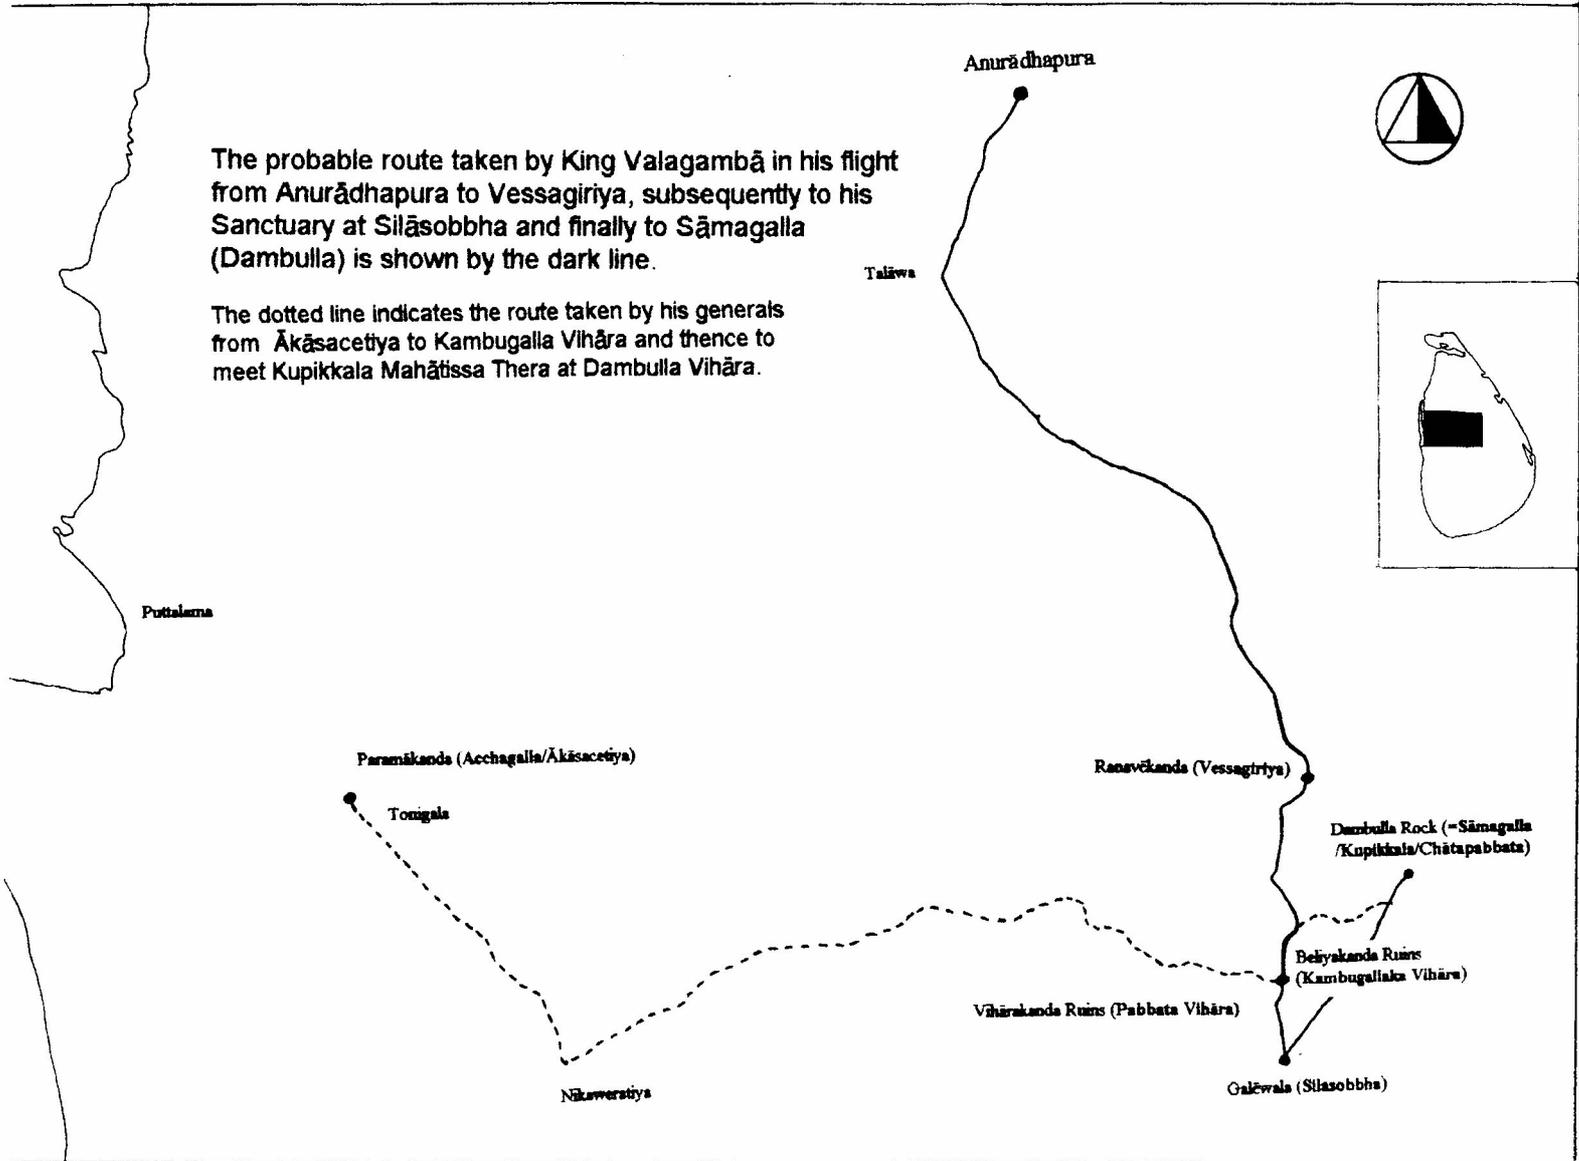 Anurādhapura
The probable route taken by King Valagambā in his flight
from Anurādhapura to Vessagiriya, subsequently to his
Sanctuary at Silāsobbha and finally to Sāmagalla
(Dambulla) is shown by the dark line.
Talāwa
The dotted line indicates the route taken by his generals
from Ākāsacetiya to Kambugalla Vihāra and thence to
meet Kupikkala Mahātissa Thera at Dambulla Vihāra.
Puttalama
Paramākanda (Acchagalla/Ākāsacetiya)
Ranavēkanda (Vessagiriya)
Tonigala
Dambulla Rock (=Sāmagalla
/Kupikkala/Chātapabbata)
Beliyakanda Ruins
(Kambugallaka Vihāra)
Vihārakanda Ruins (Pabbata Vihāra)
Nikaweratiya
Galēwala (Silasobbha)